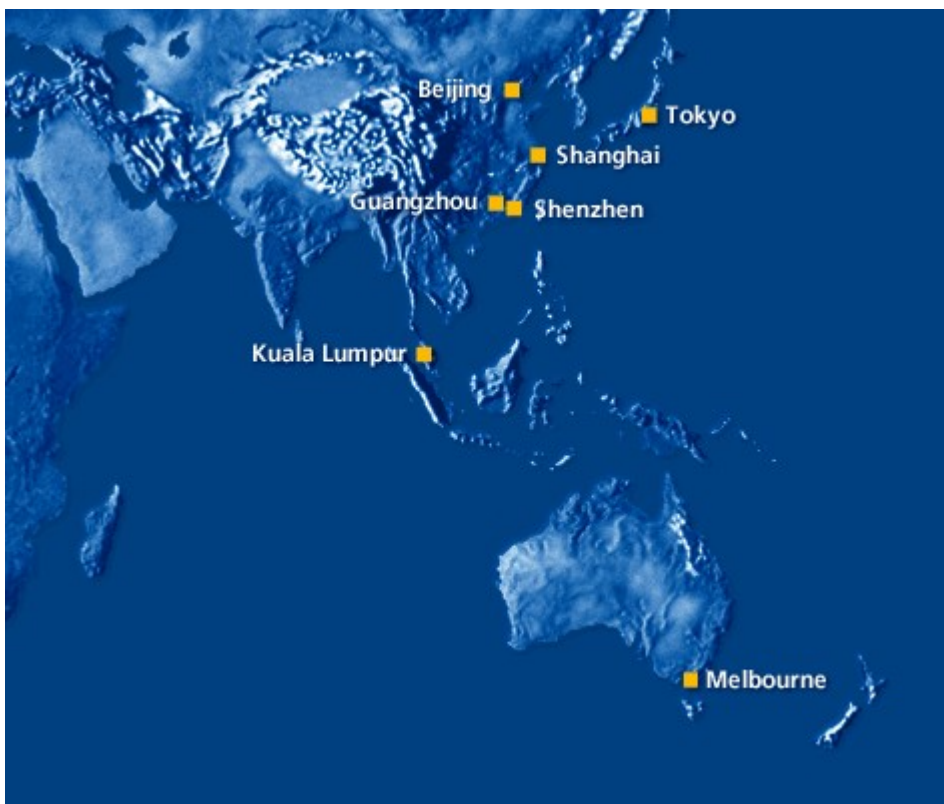 Beijing
Tokyo
Shanghai
Guangzhou
Shenzhen
Kuala Lumpur
Melbourne